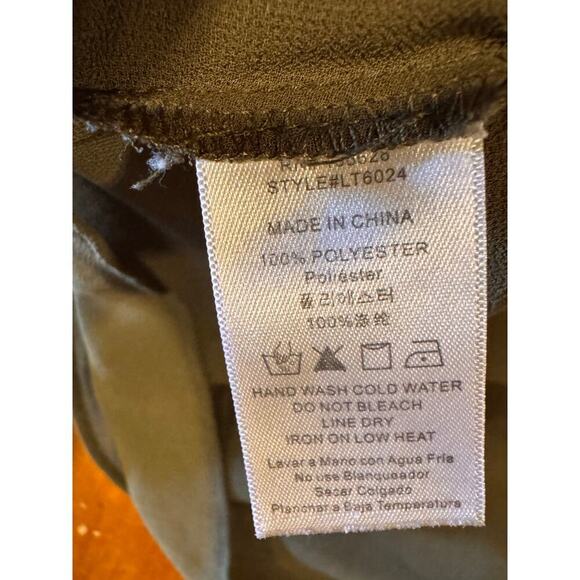 STYLE#LT6024
MADE IN CHINA
100% POLYESTER
Poliéster
폴리에스터
100%涤纶
HAND WASH COLD WATER
DO NOT BLEACH
LINE DRY
IRON ON LOW HEAT
Lavar a Mano con Agua Fria
No use Blanqueador
Secar Colgado
Planchar a Baja Temperatura